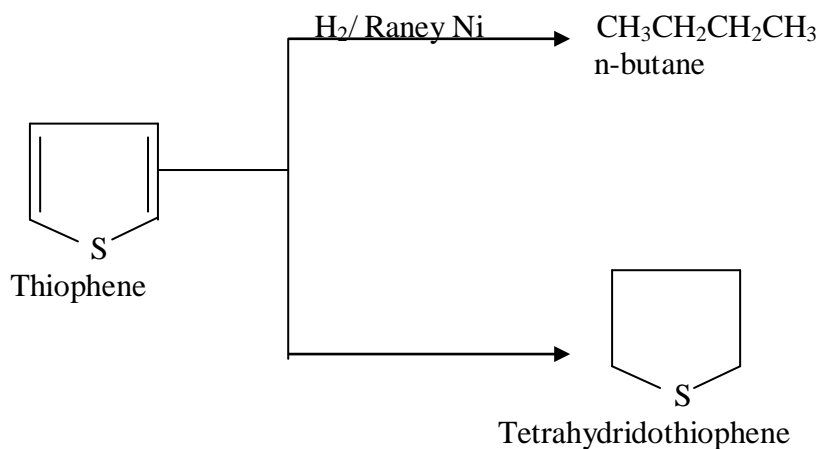 H2/ Raney Ni
CH3CH2CH2CH3
n-butane
S
Thiophene
S
Tetrahydridothiophene